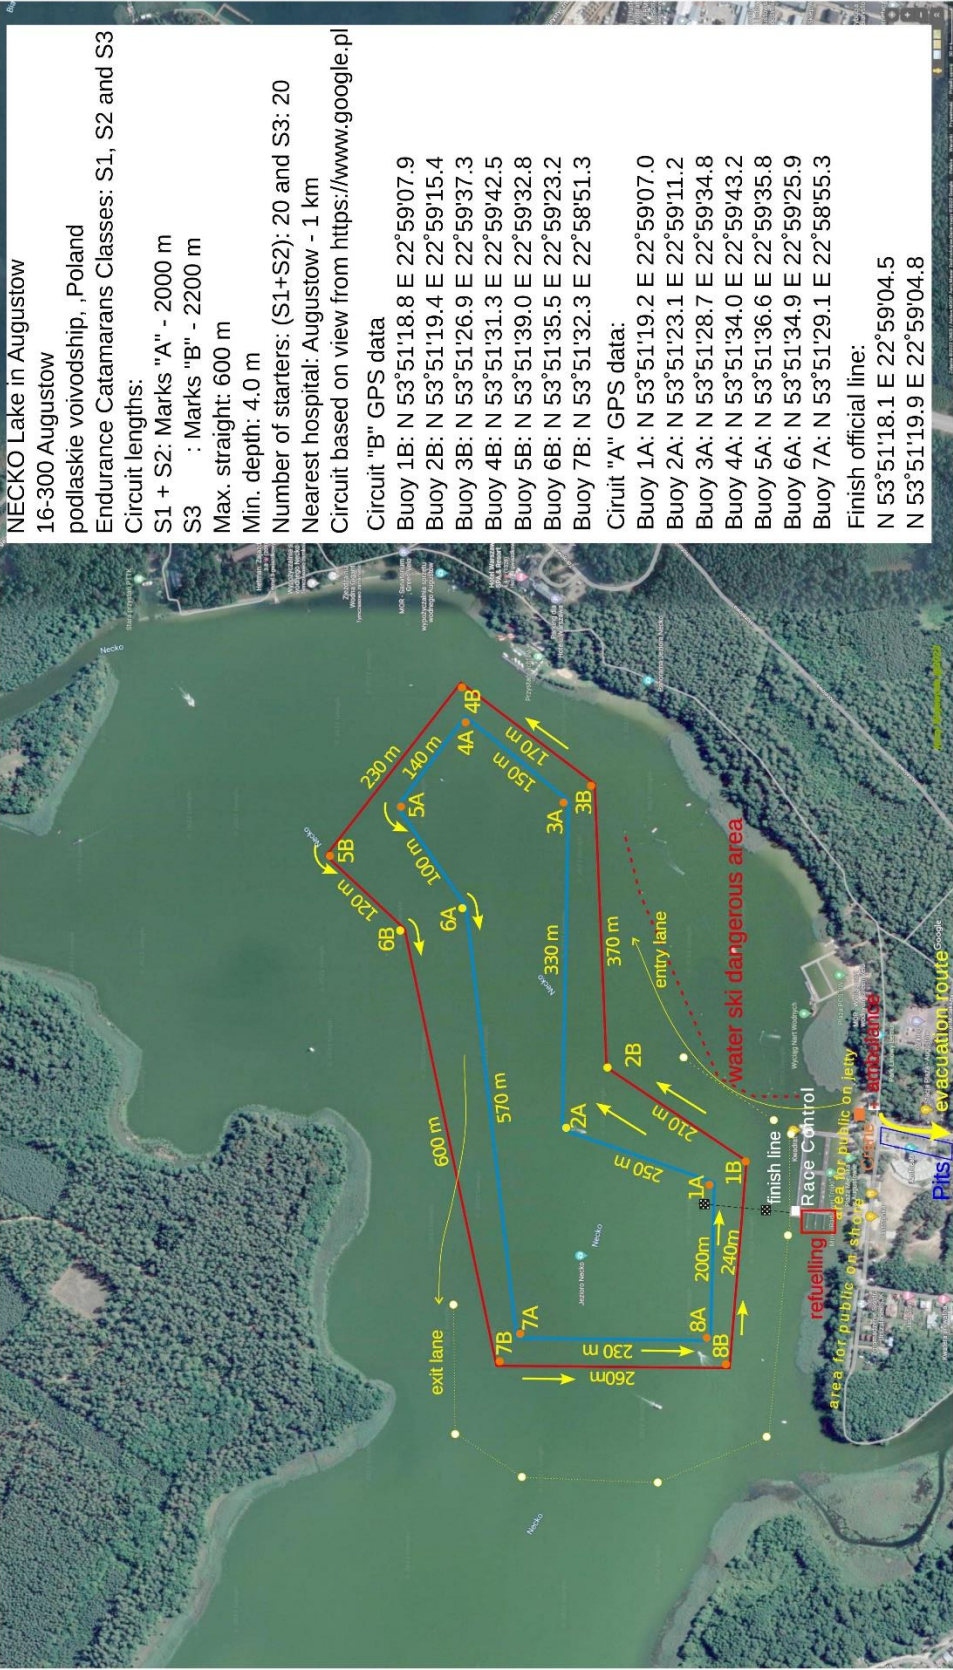 NECKO Lake in Augustow
16-300 Augustow
podlaskie voivodship, ,Poland
Endurance Catamarans Classes: S1, S2 and S3
Circuit lengths:
S1 + S2: Marks "A" - 2000 m
S3 : Marks "B" - 2200 m
Max. straight: 600 m
Min. depth: 4.0 m
Number of starters: (S1+S2): 20 and S3: 20
Nearest hospital: Augustow - 1 km
Circuit based on view from https://www.google.pl
Circuit "B" GPS data
Buoy 1B: N 53°51'18.8 E 22°59'07.9
Buoy 2B: N 53°51'19.4 E 22°59'15.4
Buoy 3B: N 53°51'26.9 E 22°59'37.3
Buoy 4B: N 53°51'31.3 E 22°59'42.5
Buoy 5B: N 53°51'39.0 E 22°59'32.8
Buoy 6B: N 53°51'35.5 E 22°59'23.2
Buoy 7B: N 53°51'32.3 E 22°58'51.3
Ciruit "A" GPS data:
Buoy 1A: N 53°51'19.2 E 22°59'07.0
Buoy 2A: N 53°51'23.1 E 22°59'11.2
Buoy 3A: N 53°51'28.7 E 22°59'34.8
Buoy 4A: N 53°51'34.0 E 22°59'43.2
Buoy 5A: N 53°51'36.6 E 22°59'35.8
Buoy 6A: N 53°51'34.9 E 22°59'25.9
Buoy 7A: N 53°51'29.1 E 22°58'55.3
Finish official line:
N 53°51'18.1 E 22°59'04.5
N 53°51'19.9 E 22°59'04.8
Necko
230 m
140 m
4B
4A
170 m
150 m
Necko
5B
5A
3B
3A
120 m
100 m
6B
6A
330 m
370 m
Necko
entry lane
water ski dangerous area
600 m
570 m
2A
2B
210 m
250 m
1A
1B
finish line
Race Control
200m
240m
refuelling
area for public on jetty
area for public on shore
ambulance
Crane
evacuation route
Google
Pits
exit lane
7B
7A
230 m
260m
8A
8B
Jezioro Necko
Necko
Necko
Wyciąg Nart Wodnych